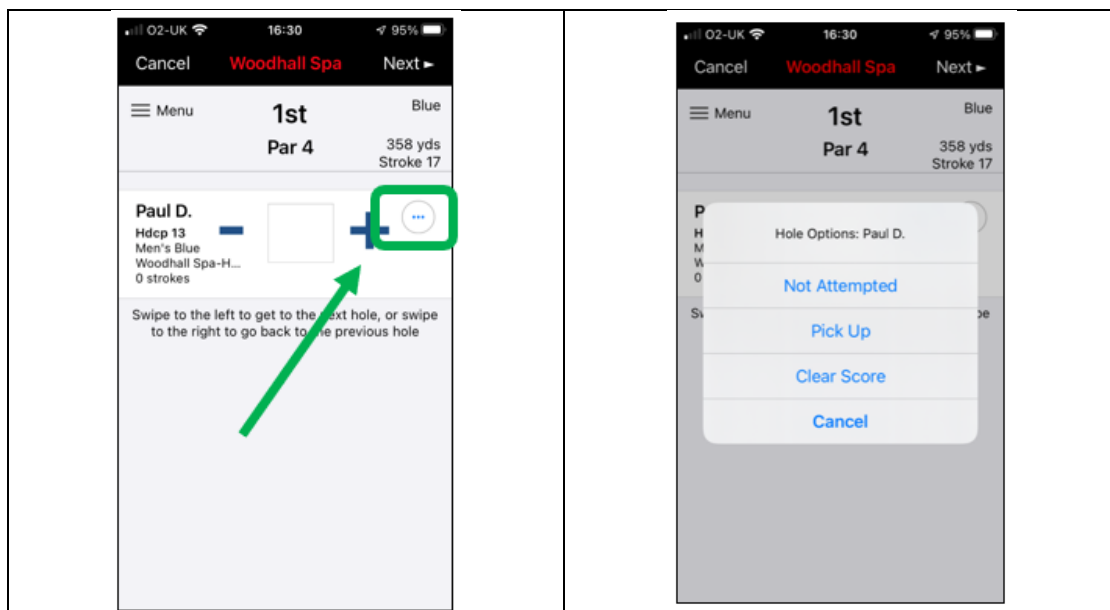 O2-UK 16:30 95%
Cancel Woodhall Spa Next ►
Menu 1st Blue
Par 4 358 yds
Stroke 17
Paul D.
Hdcp 13
Men's Blue
Woodhall Spa-H...
0 strokes
− +
...
Swipe to the left to get to the next hole, or swipe
to the right to go back to the previous hole
O2-UK 16:30 95%
Cancel Woodhall Spa Next ►
Menu 1st Blue
Par 4 358 yds
Stroke 17
P
H
M
W
0
Hole Options: Paul D.
Not Attempted
Pick Up
Clear Score
Cancel